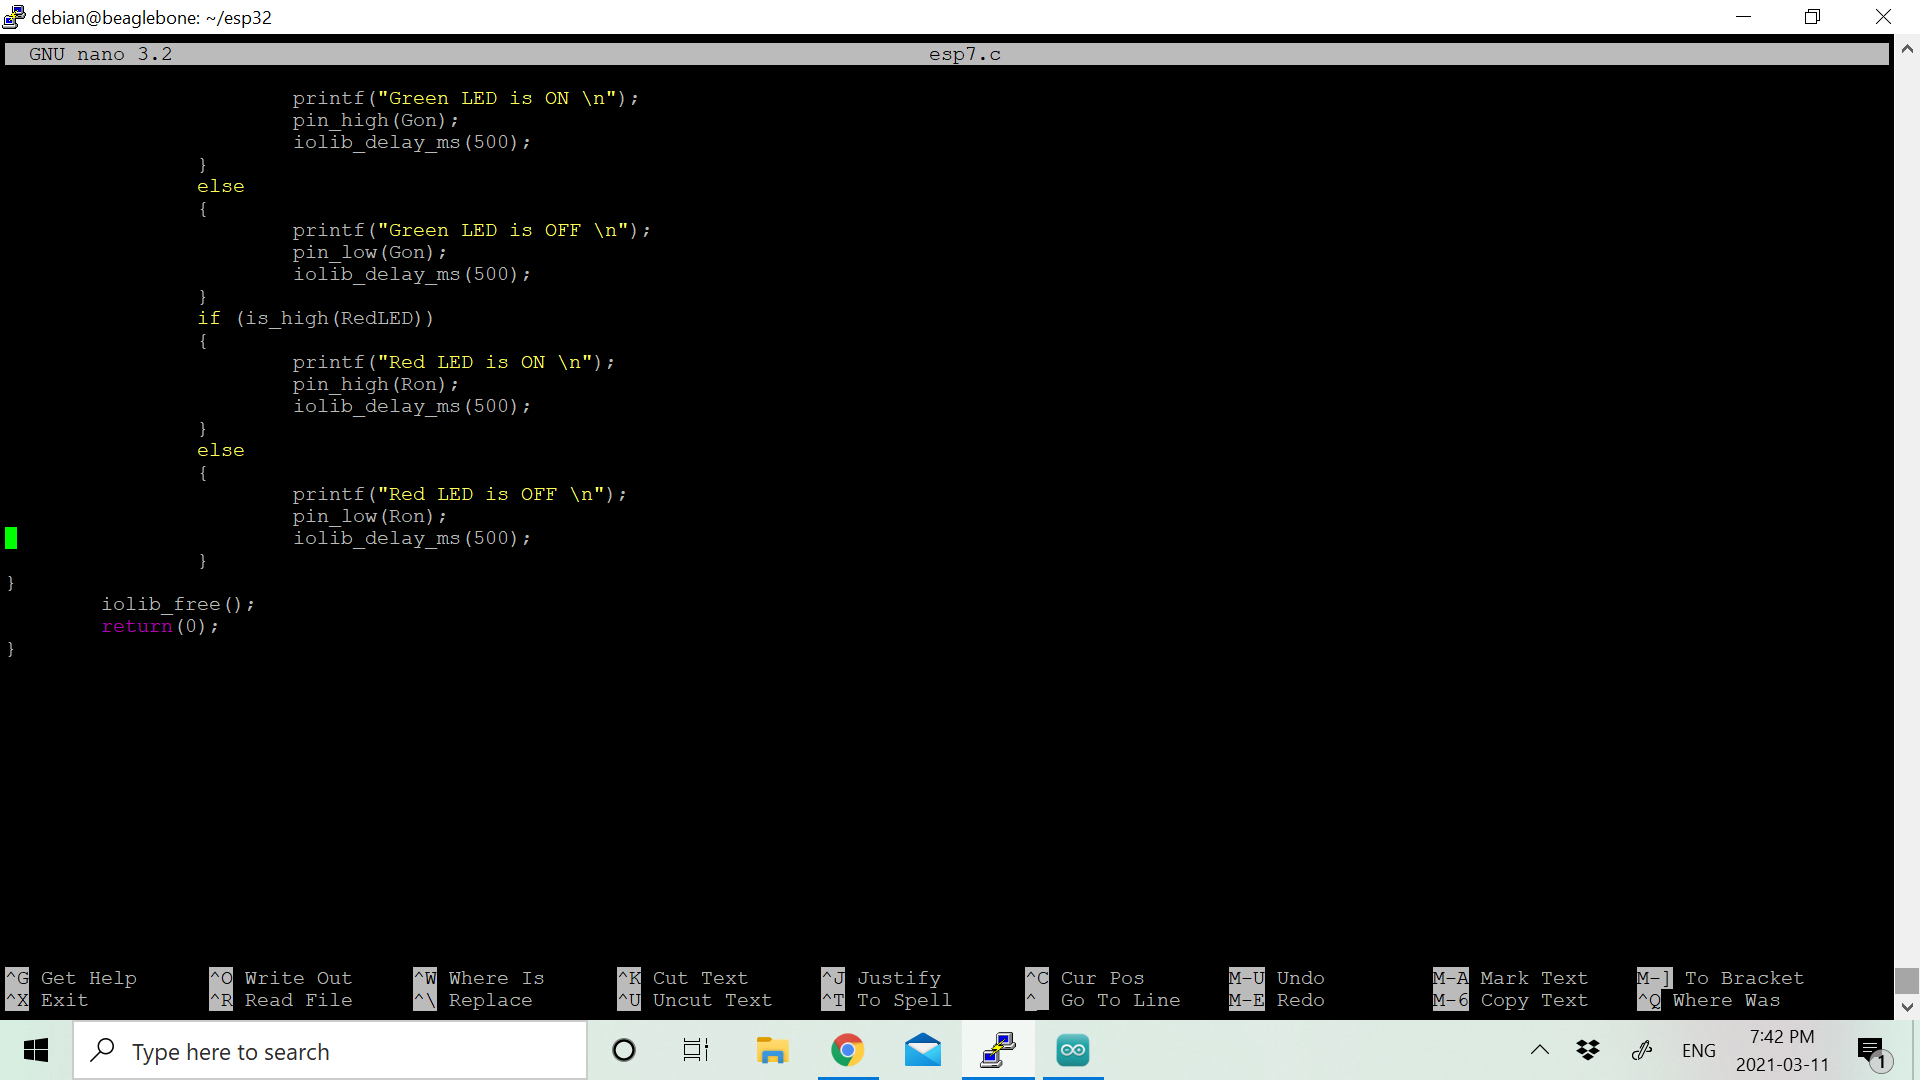 debian@beaglebone: ~/esp32
GNU nano 3.2 esp7.c
printf("Green LED is ON \n");
pin_high(Gon);
iolib_delay_ms(500);
}
else
{
printf("Green LED is OFF \n");
pin_low(Gon);
iolib_delay_ms(500);
}
if (is_high(RedLED))
{
printf("Red LED is ON \n");
pin_high(Ron);
iolib_delay_ms(500);
}
else
{
printf("Red LED is OFF \n");
pin_low(Ron);
iolib_delay_ms(500);
}
}
iolib_free();
return(0);
}
^G Get Help ^O Write Out ^W Where Is ^K Cut Text ^J Justify ^C Cur Pos M-U Undo M-A Mark Text M-] To Bracket
^X Exit ^R Read File ^\ Replace ^U Uncut Text ^T To Spell ^_ Go To Line M-E Redo M-6 Copy Text ^Q Where Was
Type here to search
ENG
7:42 PM
2021-03-11
1